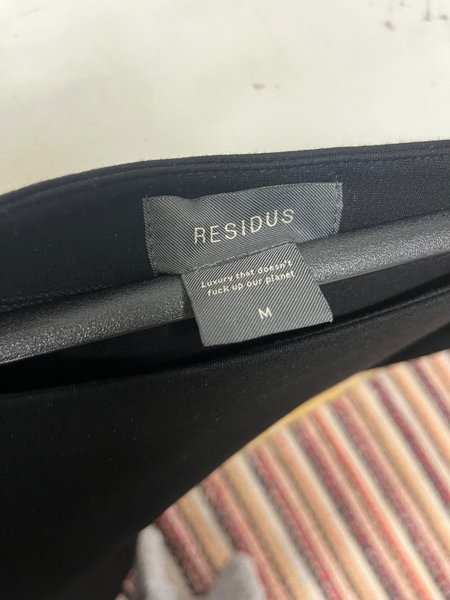 RESIDUS
Luxury that doesn't
fuck up our planet
M